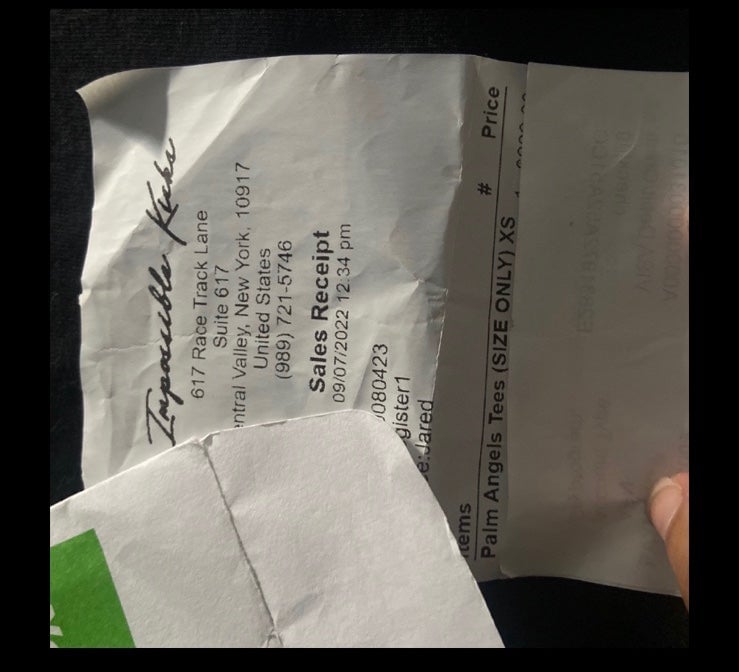 Impossible Kicks
617 Race Track Lane
Suite 617
entral Valley, New York, 10917
United States
(989) 721-5746
Sales Receipt
09/07/2022 12:34 pm
0080423
gister1
e:Jared
tems # Price
Palm Angels Tees (SIZE ONLY) XS